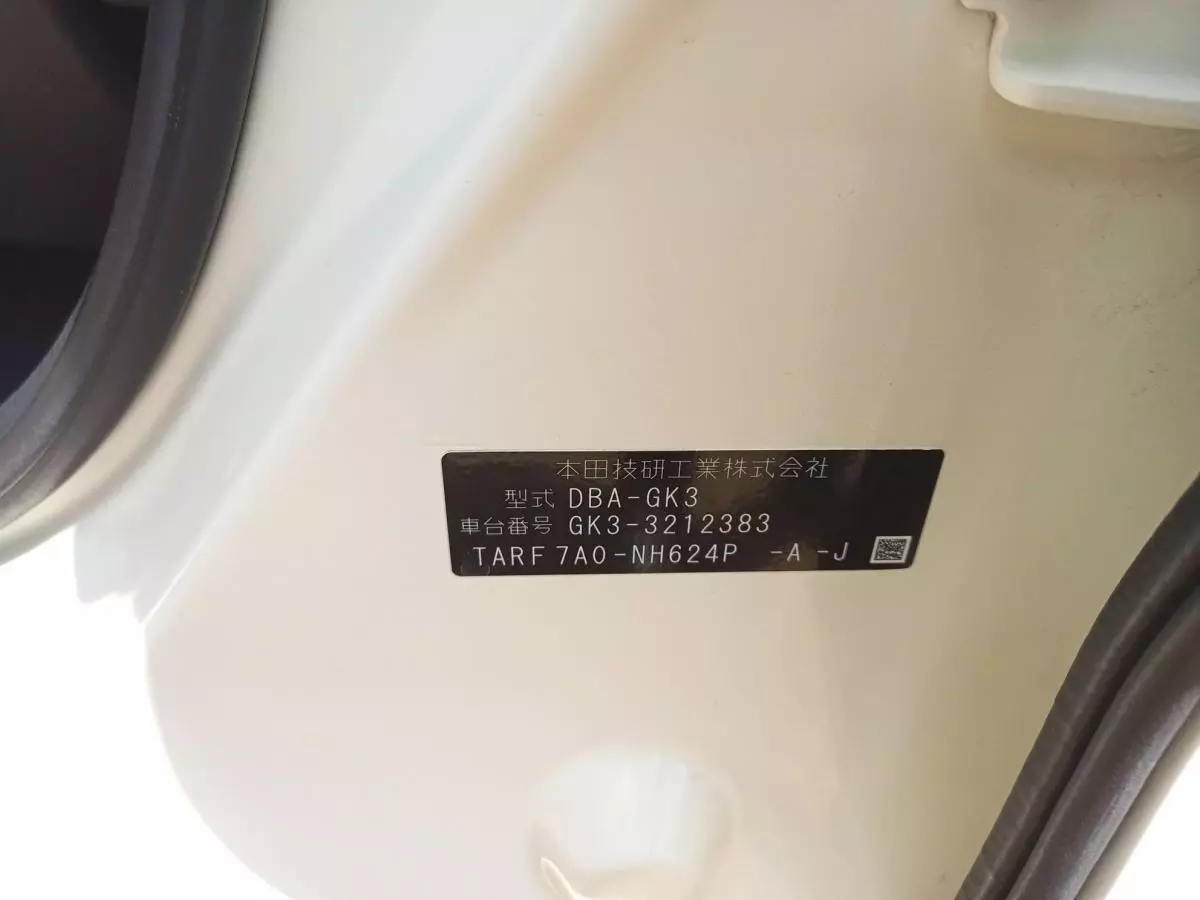 本田技研工業株式会社
型式 DBA-GK3
車台番号 GK3-3212383
TARF 7A0-NH624P -A -J